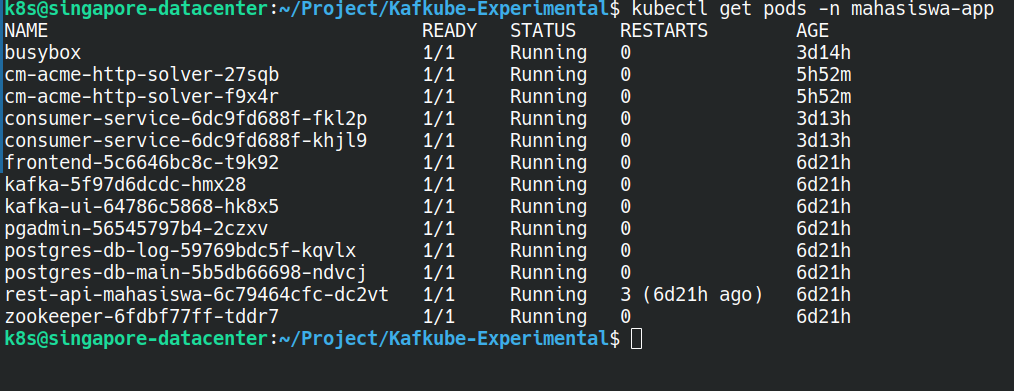 k8s@singapore-datacenter:~/Project/Kafkube-Experimental$ kubectl get pods -n mahasiswa-app
NAME READY STATUS RESTARTS AGE
busybox 1/1 Running 0 3d14h
cm-acme-http-solver-27sqb 1/1 Running 0 5h52m
cm-acme-http-solver-f9x4r 1/1 Running 0 5h52m
consumer-service-6dc9fd688f-fkl2p 1/1 Running 0 3d13h
consumer-service-6dc9fd688f-khjl9 1/1 Running 0 3d13h
frontend-5c6646bc8c-t9k92 1/1 Running 0 6d21h
kafka-5f97d6dcdc-hmx28 1/1 Running 0 6d21h
kafka-ui-64786c5868-hk8x5 1/1 Running 0 6d21h
pgadmin-56545797b4-2czxv 1/1 Running 0 6d21h
postgres-db-log-59769bdc5f-kqvlx 1/1 Running 0 6d21h
postgres-db-main-5b5db66698-ndvcj 1/1 Running 0 6d21h
rest-api-mahasiswa-6c79464cfc-dc2vt 1/1 Running 3 (6d21h ago) 6d21h
zookeeper-6fdbf77ff-tddr7 1/1 Running 0 6d21h
k8s@singapore-datacenter:~/Project/Kafkube-Experimental$